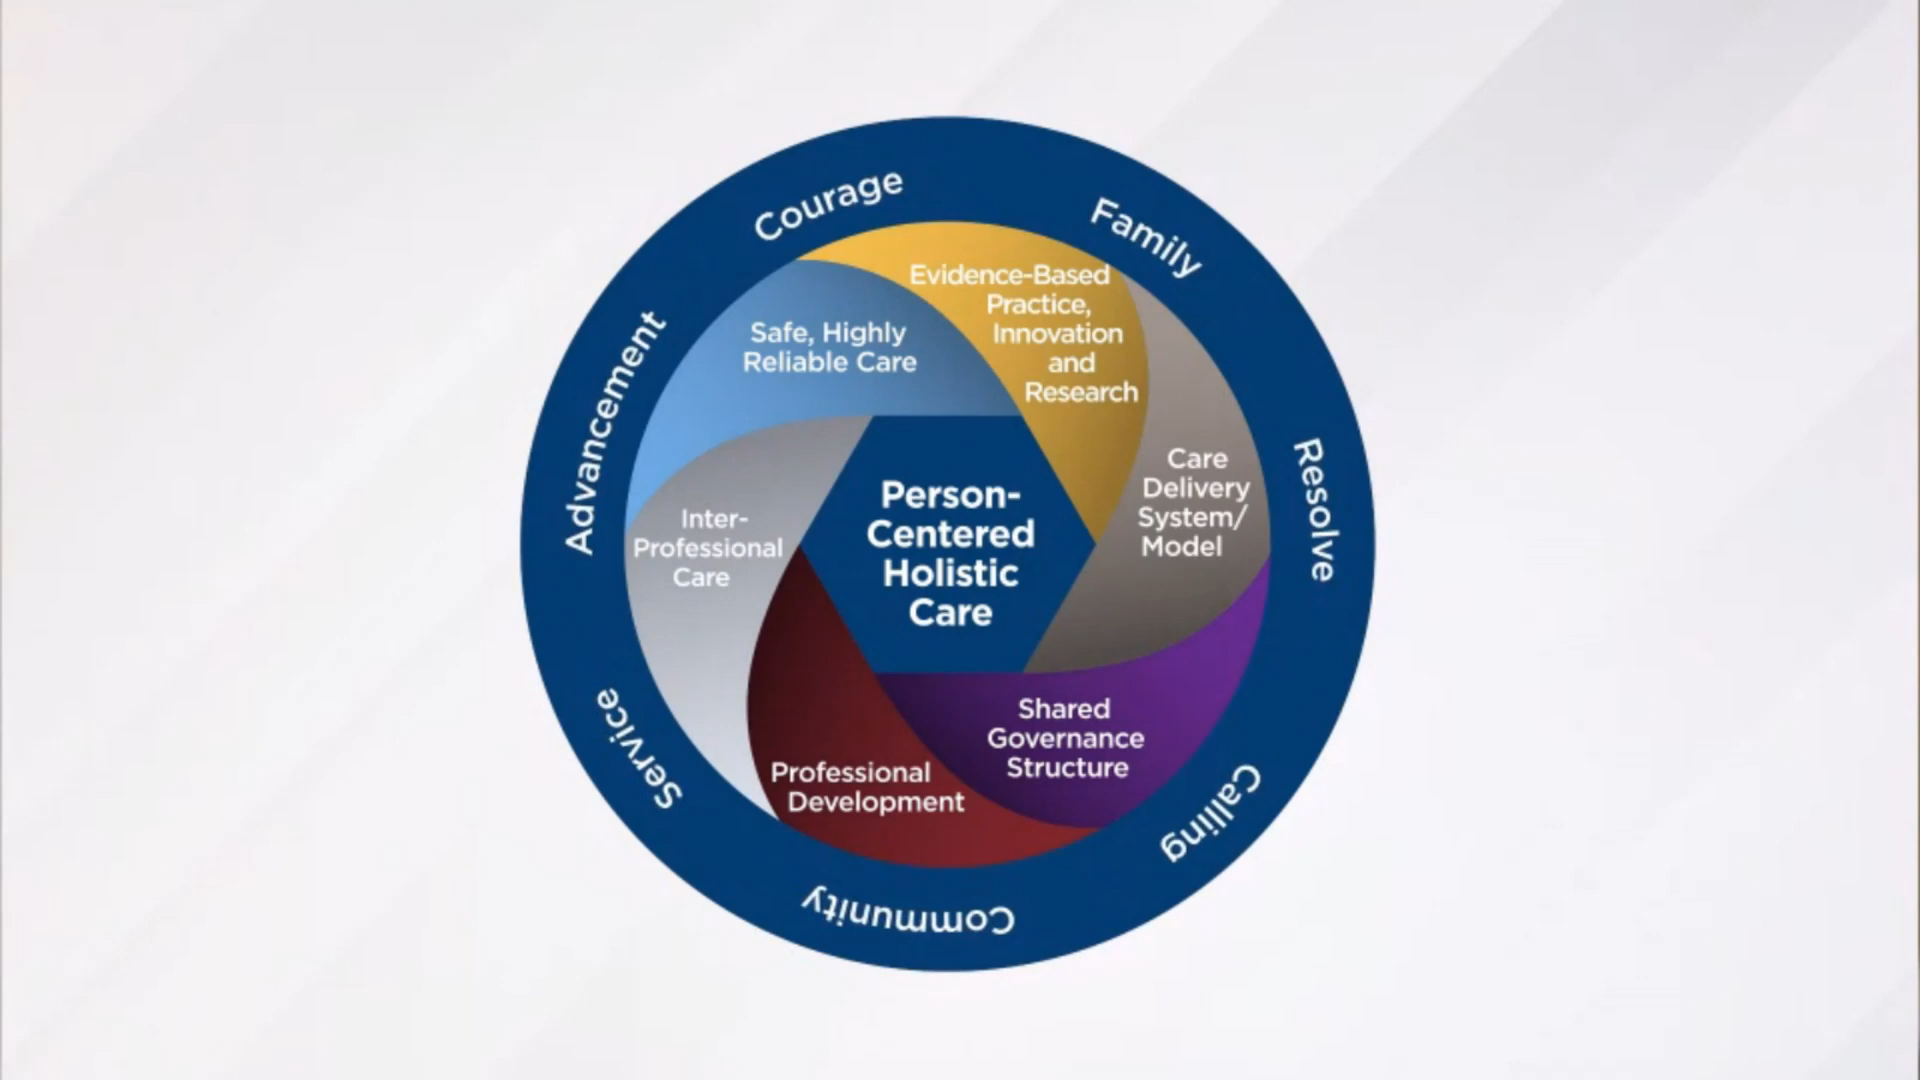 Courage
Family
Resolve
Calling
Community
Service
Advancement
Evidence-Based
Practice,
Innovation
and
Research
Care
Delivery
System/
Model
Shared
Governance
Structure
Professional
Development
Inter-
Professional
Care
Safe, Highly
Reliable Care
Person-
Centered
Holistic
Care